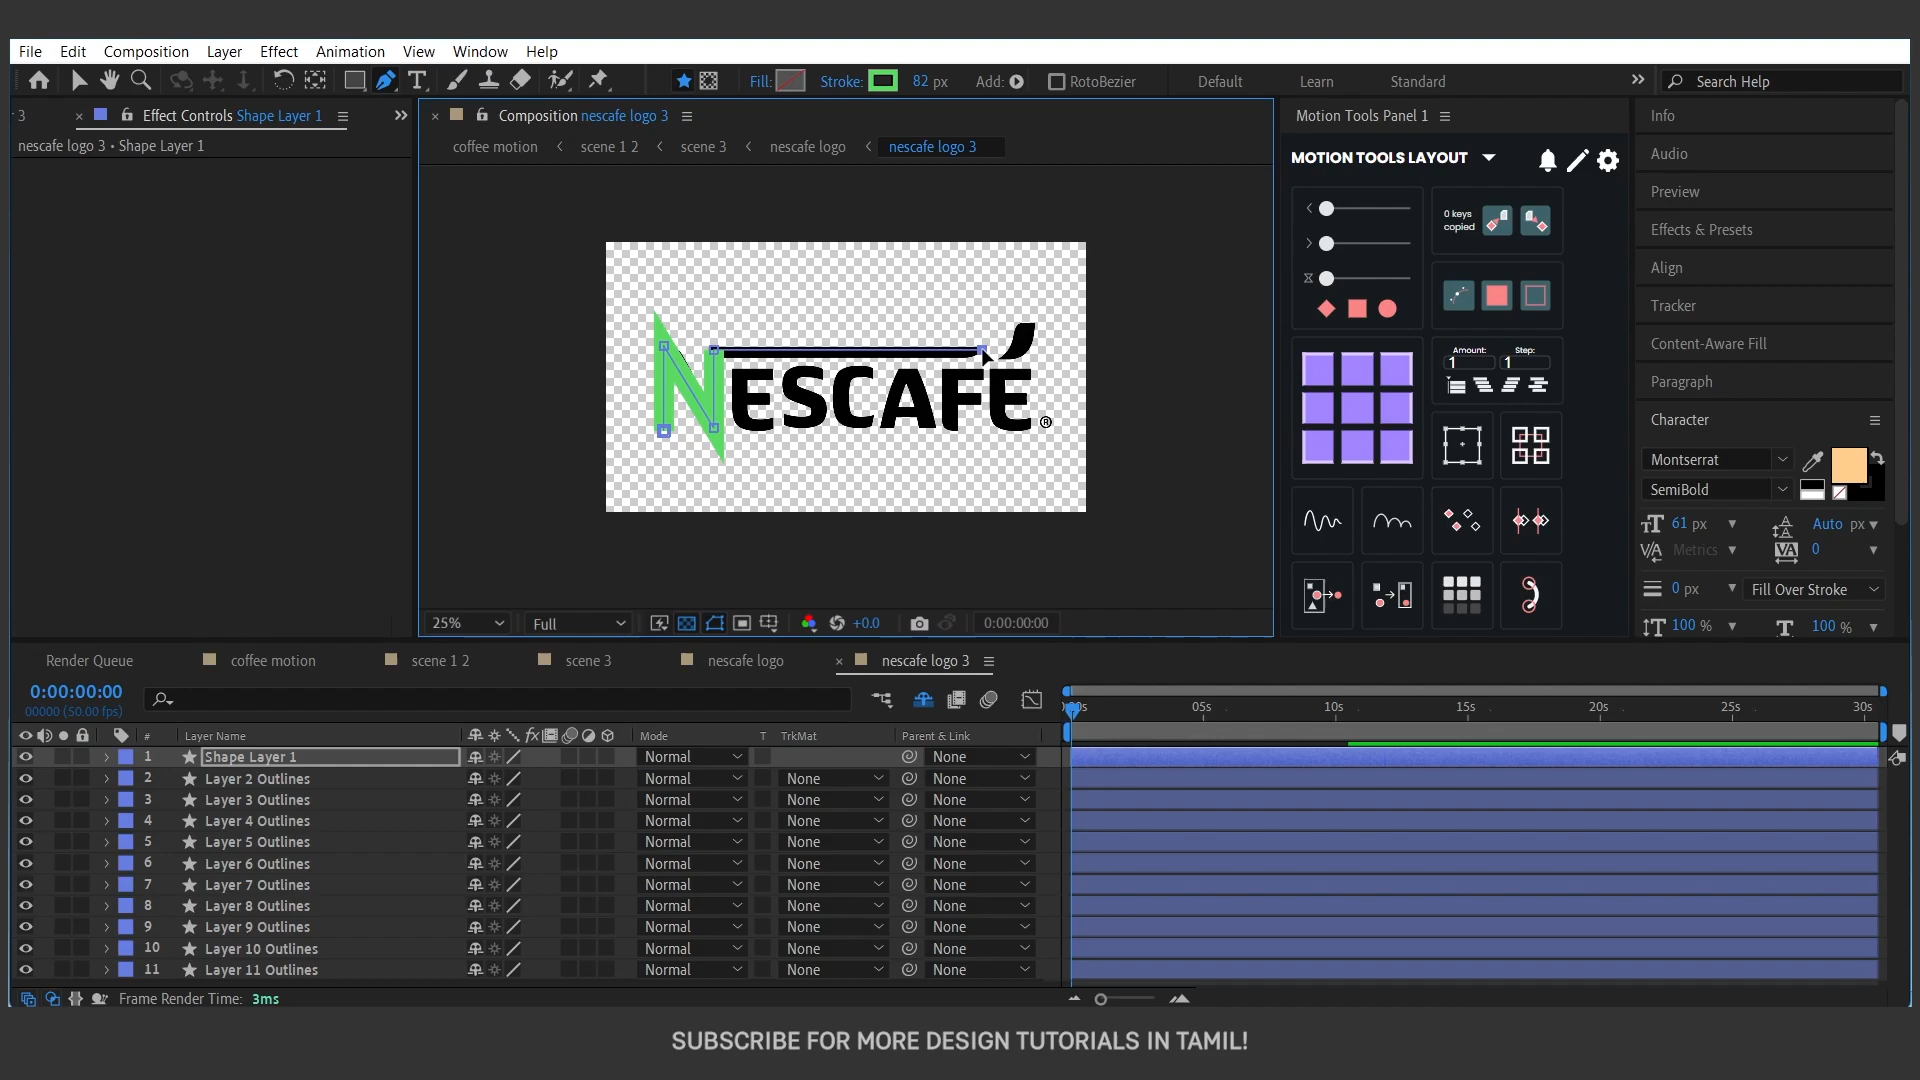 File Edit Composition Layer Effect Animation View Window Help
Fill: Stroke: 82 px Add: RotoBezier Default Learn Standard Search Help
3 Effect Controls Shape Layer 1
nescafe logo 3 • Shape Layer 1
Composition nescafe logo 3
coffee motion scene 1 2 scene 3 nescafe logo nescafe logo 3
NESCAFÉ ®
25% Full +0.0 0:00:00:00
Motion Tools Panel 1
MOTION TOOLS LAYOUT
0 keys
copied
Amount: Step:
1 1
Info
Audio
Preview
Effects & Presets
Align
Tracker
Content-Aware Fill
Paragraph
Character
Montserrat
SemiBold
61 px Auto px
Metrics 0
0 px Fill Over Stroke
100 % 100 %
Render Queue coffee motion scene 1 2 scene 3 nescafe logo nescafe logo 3
0:00:00:00
00000 (50.00 fps)
05s 10s 15s 20s 25s 30s
# Layer Name Mode T TrkMat Parent & Link
1 Shape Layer 1 Normal None
2 Layer 2 Outlines Normal None None
3 Layer 3 Outlines Normal None None
4 Layer 4 Outlines Normal None None
5 Layer 5 Outlines Normal None None
6 Layer 6 Outlines Normal None None
7 Layer 7 Outlines Normal None None
8 Layer 8 Outlines Normal None None
9 Layer 9 Outlines Normal None None
10 Layer 10 Outlines Normal None None
11 Layer 11 Outlines Normal None None
Frame Render Time: 3ms
SUBSCRIBE FOR MORE DESIGN TUTORIALS IN TAMIL!